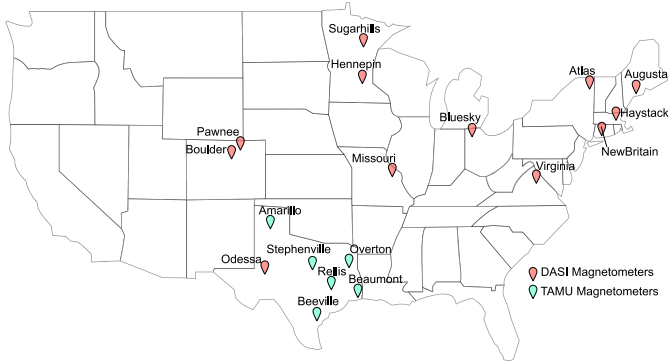 Sugarhills
Hennepin
Atlas
Augusta
Haystack
Bluesky
Pawnee
Boulder
Missouri
NewBritain
Virginia
Amarillo
Stephenville
Overton
Odessa
Rellis
Beaumont
Beeville
DASI Magnetometers
TAMU Magnetometers